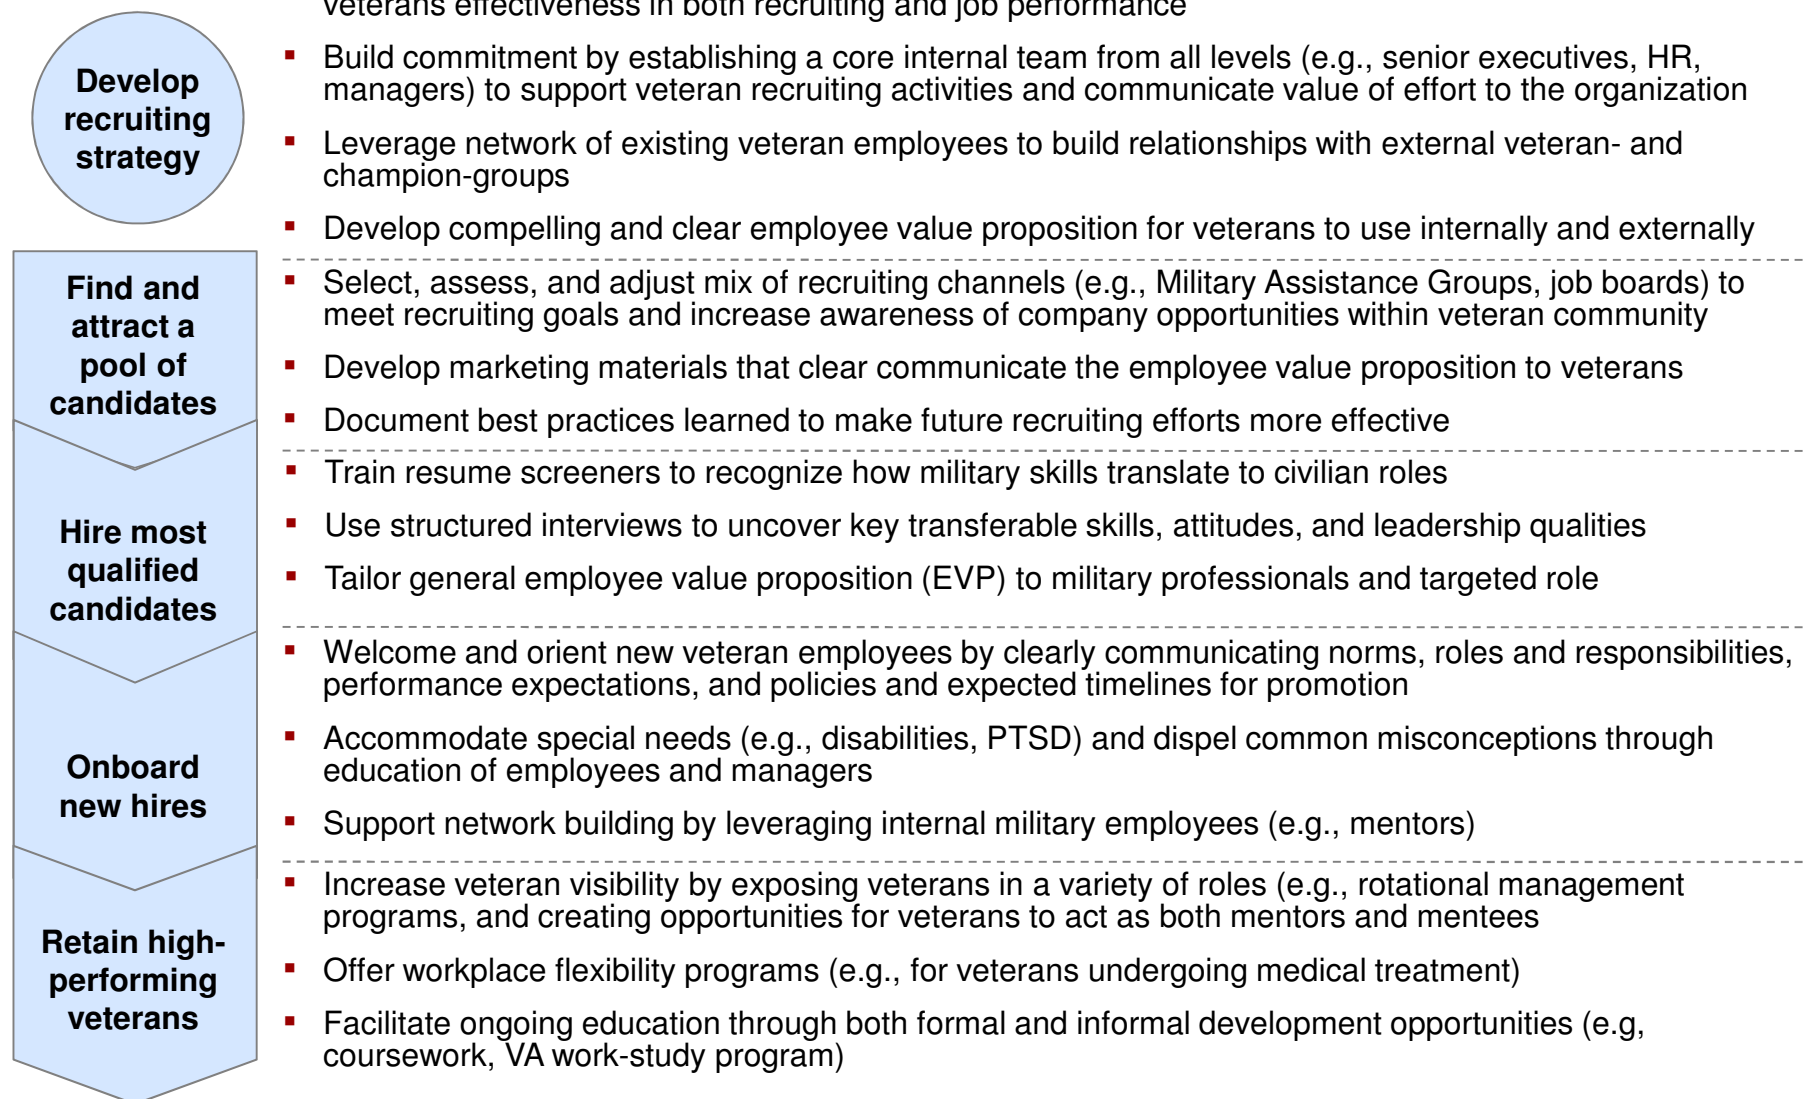 veterans effectiveness in both recruiting and job performance
Develop
recruiting
strategy
▪ Build commitment by establishing a core internal team from all levels (e.g., senior executives, HR,
managers) to support veteran recruiting activities and communicate value of effort to the organization
▪ Leverage network of existing veteran employees to build relationships with external veteran- and
champion-groups
▪ Develop compelling and clear employee value proposition for veterans to use internally and externally
Find and
attract a
pool of
candidates
▪ Select, assess, and adjust mix of recruiting channels (e.g., Military Assistance Groups, job boards) to
meet recruiting goals and increase awareness of company opportunities within veteran community
▪ Develop marketing materials that clear communicate the employee value proposition to veterans
▪ Document best practices learned to make future recruiting efforts more effective
Hire most
qualified
candidates
▪ Train resume screeners to recognize how military skills translate to civilian roles
▪ Use structured interviews to uncover key transferable skills, attitudes, and leadership qualities
▪ Tailor general employee value proposition (EVP) to military professionals and targeted role
Onboard
new hires
▪ Welcome and orient new veteran employees by clearly communicating norms, roles and responsibilities,
performance expectations, and policies and expected timelines for promotion
▪ Accommodate special needs (e.g., disabilities, PTSD) and dispel common misconceptions through
education of employees and managers
▪ Support network building by leveraging internal military employees (e.g., mentors)
Retain high-
performing
veterans
▪ Increase veteran visibility by exposing veterans in a variety of roles (e.g., rotational management
programs, and creating opportunities for veterans to act as both mentors and mentees
▪ Offer workplace flexibility programs (e.g., for veterans undergoing medical treatment)
▪ Facilitate ongoing education through both formal and informal development opportunities (e.g,
coursework, VA work-study program)